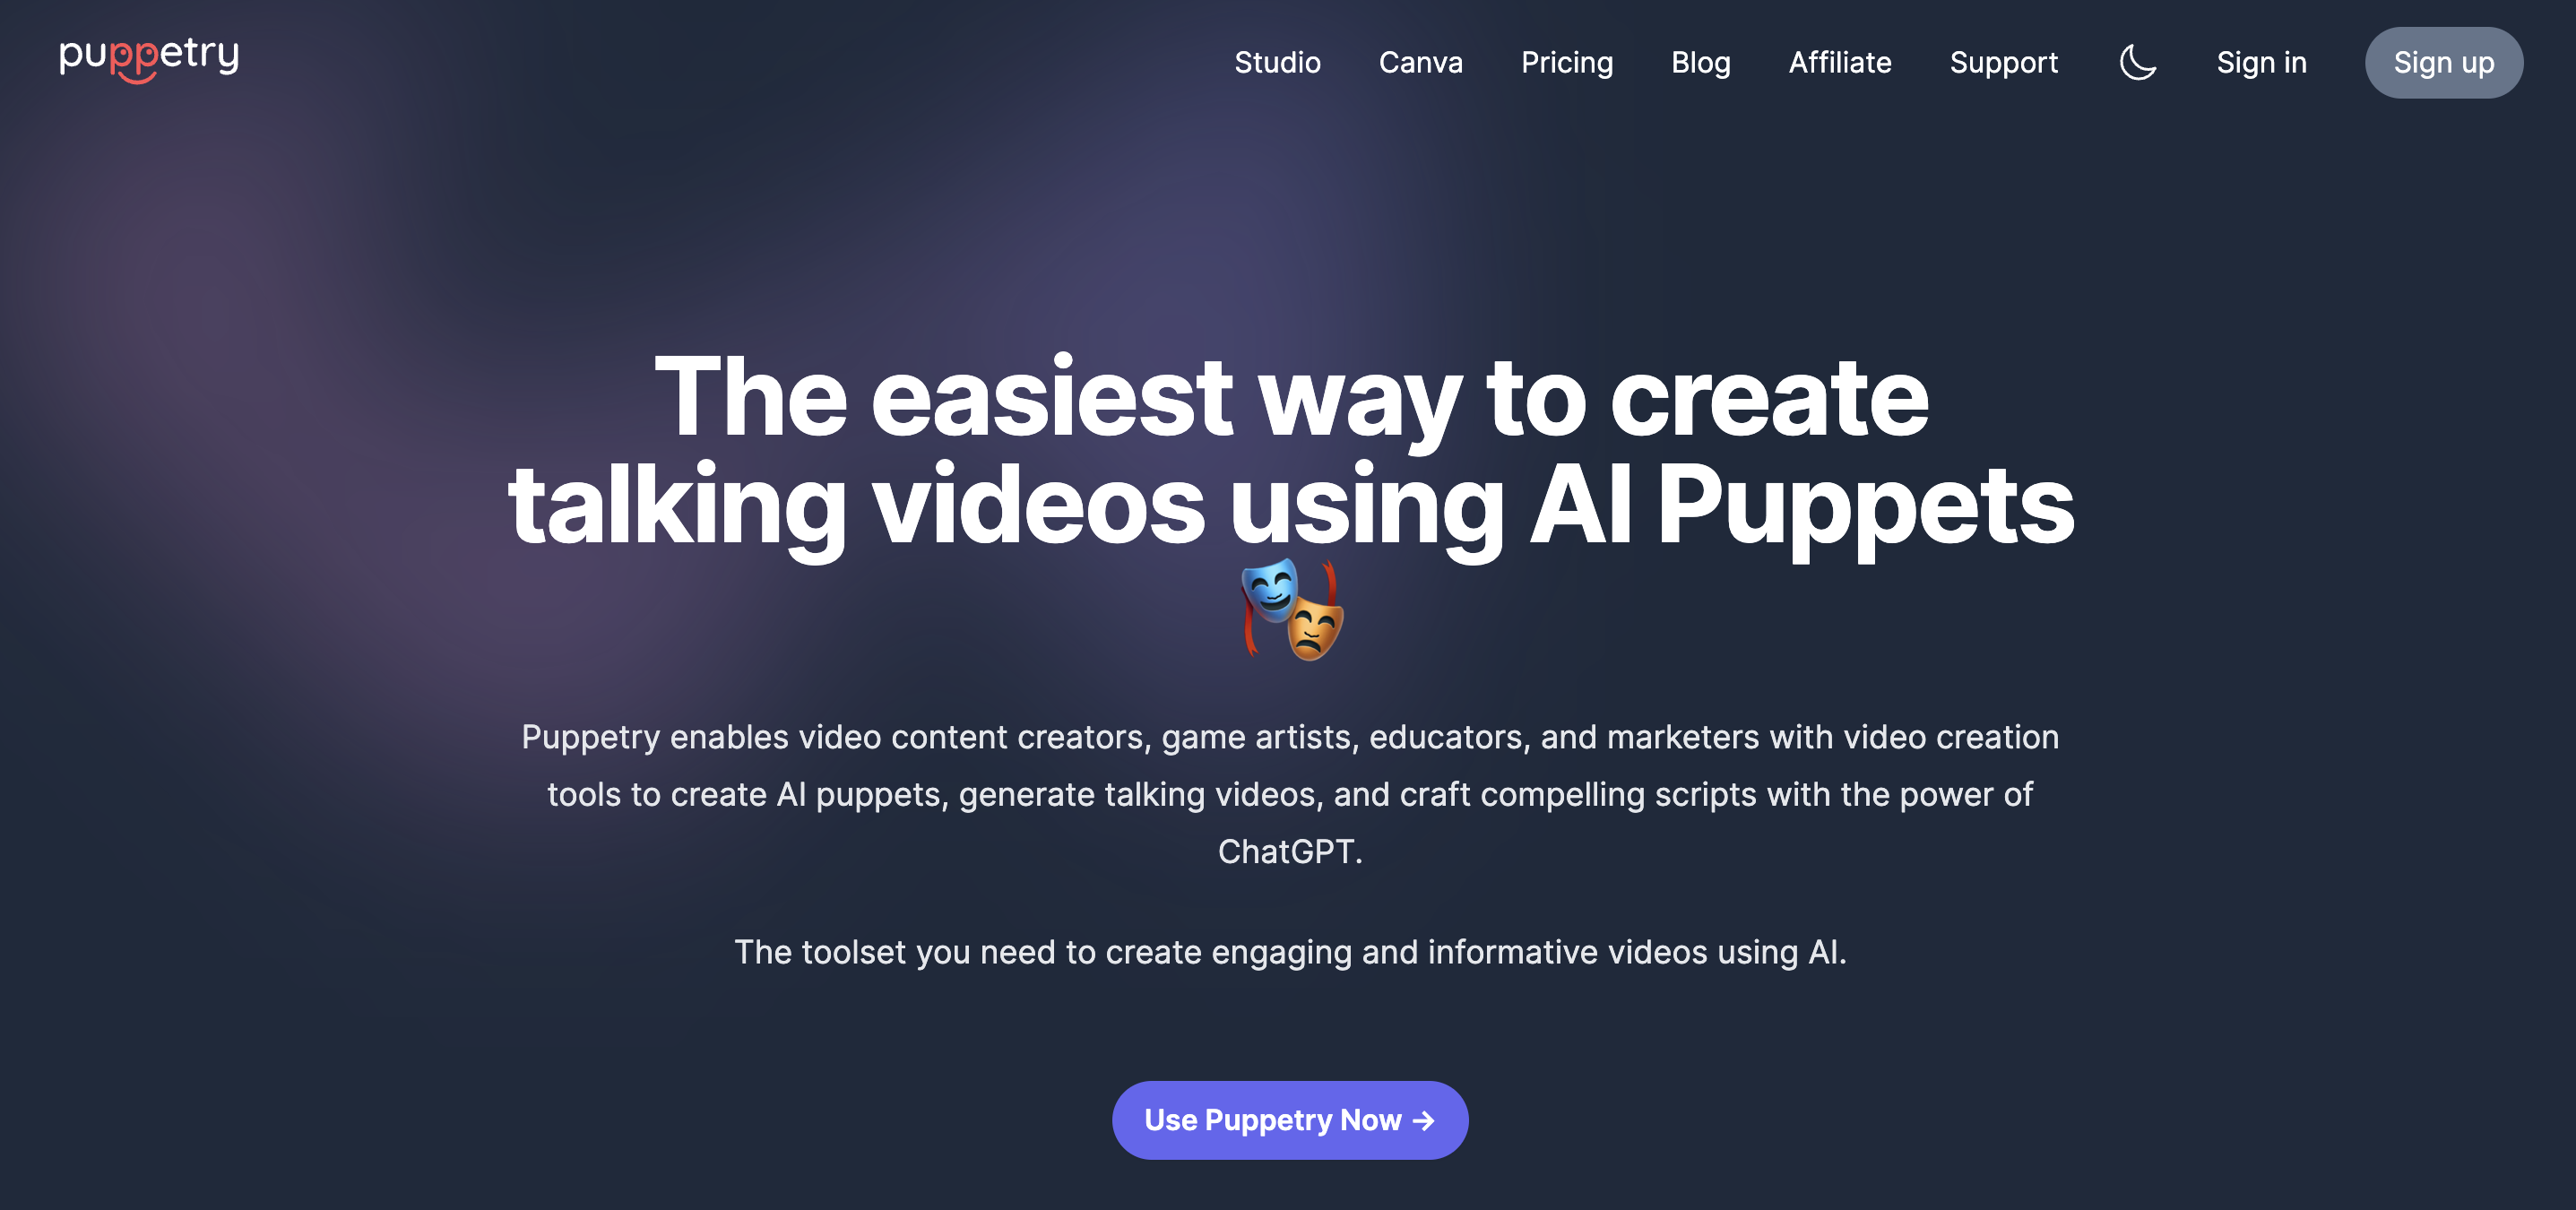 puppetry
Studio
Canva
Pricing
Blog
Affiliate
Support
Sign in
Sign up
The easiest way to create
talking videos using AI Puppets
🎭
Puppetry enables video content creators, game artists, educators, and marketers with video creation
tools to create AI puppets, generate talking videos, and craft compelling scripts with the power of
ChatGPT.
The toolset you need to create engaging and informative videos using AI.
Use Puppetry Now →